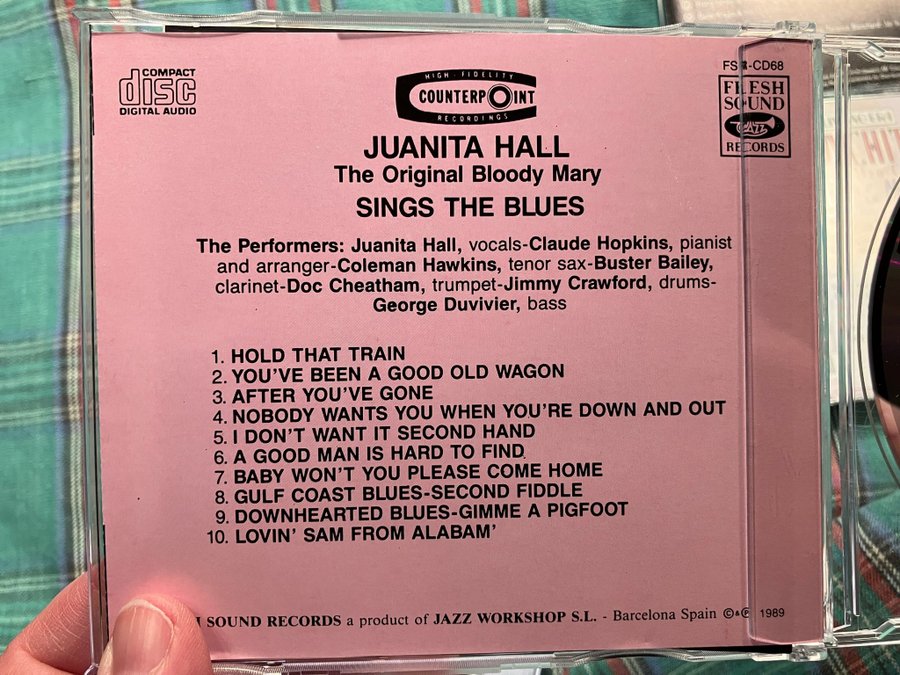 COMPACT
disc
DIGITAL AUDIO
HIGH-FIDELITY
COUNTERPOINT
RECORDINGS
FS -CD68
FRESH
SOUND
JAZZ
RECORDS
JUANITA HALL
The Original Bloody Mary
SINGS THE BLUES
The Performers: Juanita Hall, vocals-Claude Hopkins, pianist
and arranger-Coleman Hawkins, tenor sax-Buster Bailey,
clarinet-Doc Cheatham, trumpet-Jimmy Crawford, drums-
George Duvivier, bass
1. HOLD THAT TRAIN
2. YOU'VE BEEN A GOOD OLD WAGON
3. AFTER YOU'VE GONE
4. NOBODY WANTS YOU WHEN YOU'RE DOWN AND OUT
5. I DON'T WANT IT SECOND HAND
6. A GOOD MAN IS HARD TO FIND
7. BABY WON'T YOU PLEASE COME HOME
8. GULF COAST BLUES-SECOND FIDDLE
9. DOWNHEARTED BLUES-GIMME A PIGFOOT
10. LOVIN' SAM FROM ALABAM'
SOUND RECORDS a product of JAZZ WORKSHOP S.L. - Barcelona Spain ©&℗ 1989